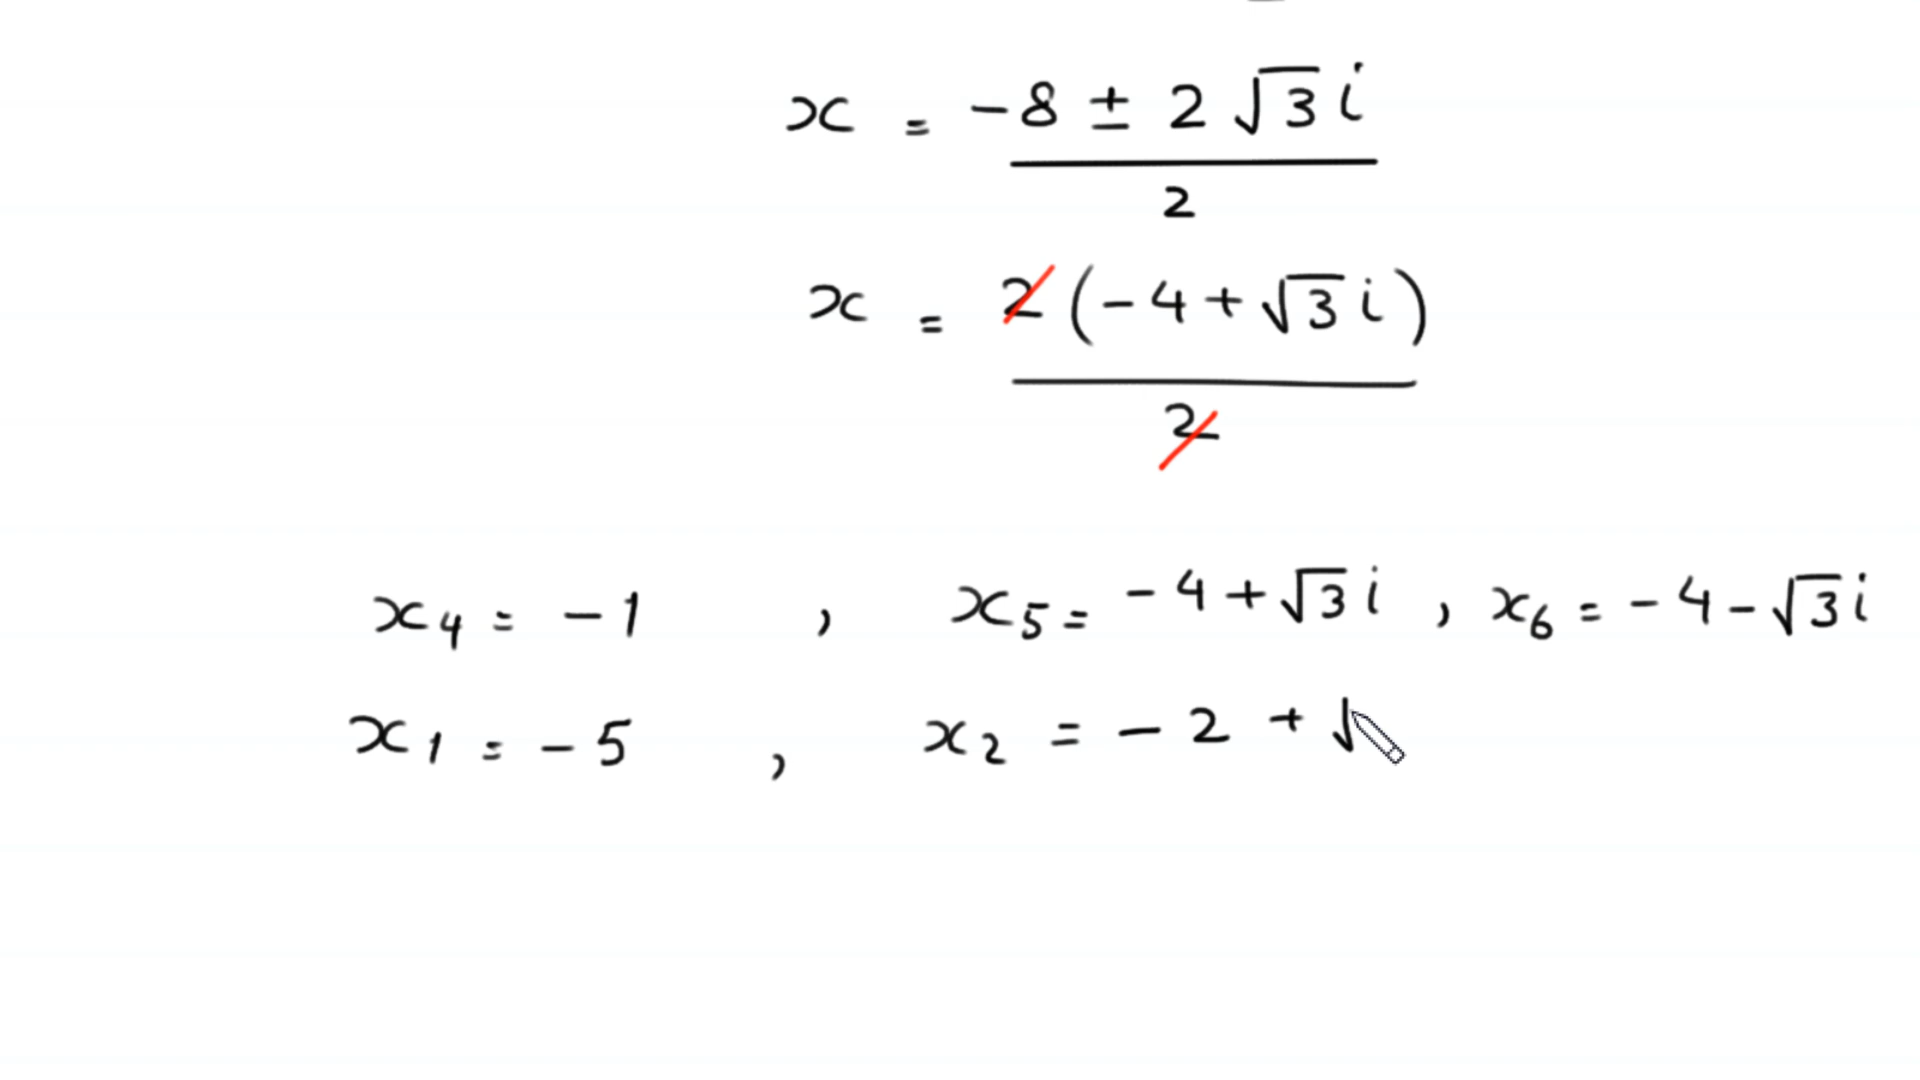 x = -8 ± 2 √3 i
2
x = 2 (-4 + √3 i)
2
x4 = -1 , x5 = -4 + √3 i , x6 = -4 - √3 i
x1 = -5 , x2 = -2 + √